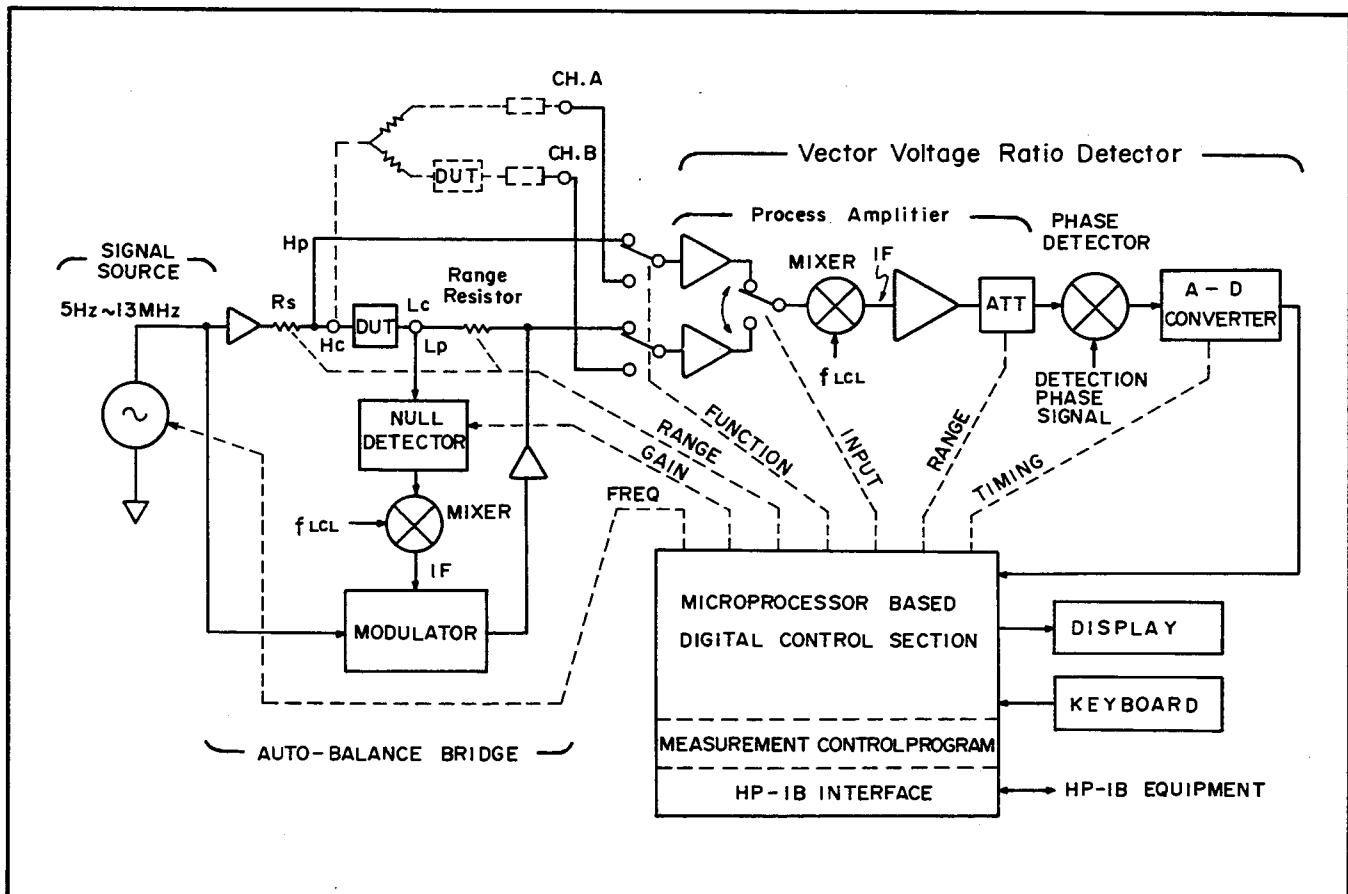 CH.A
CH.B
DUT
Vector Voltage Ratio Detector
Process Amplitier
PHASE
DETECTOR
SIGNAL
SOURCE
5Hz~13MHz
Hp
Rs
Hc
DUT
Lc
Lp
Range
Resistor
MIXER
IF
fLCL
ATT
A-D
CONVERTER
DETECTION
PHASE
SIGNAL
NULL
DETECTOR
FUNCTION
RANGE
GAIN
FREQ
INPUT
RANGE
TIMING
fLCL
MIXER
IF
MODULATOR
AUTO-BALANCE BRIDGE
MICROPROCESSOR BASED
DIGITAL CONTROL SECTION
MEASUREMENT CONTROLPROGRAM
HP-IB INTERFACE
DISPLAY
KEYBOARD
HP-IB EQUIPMENT